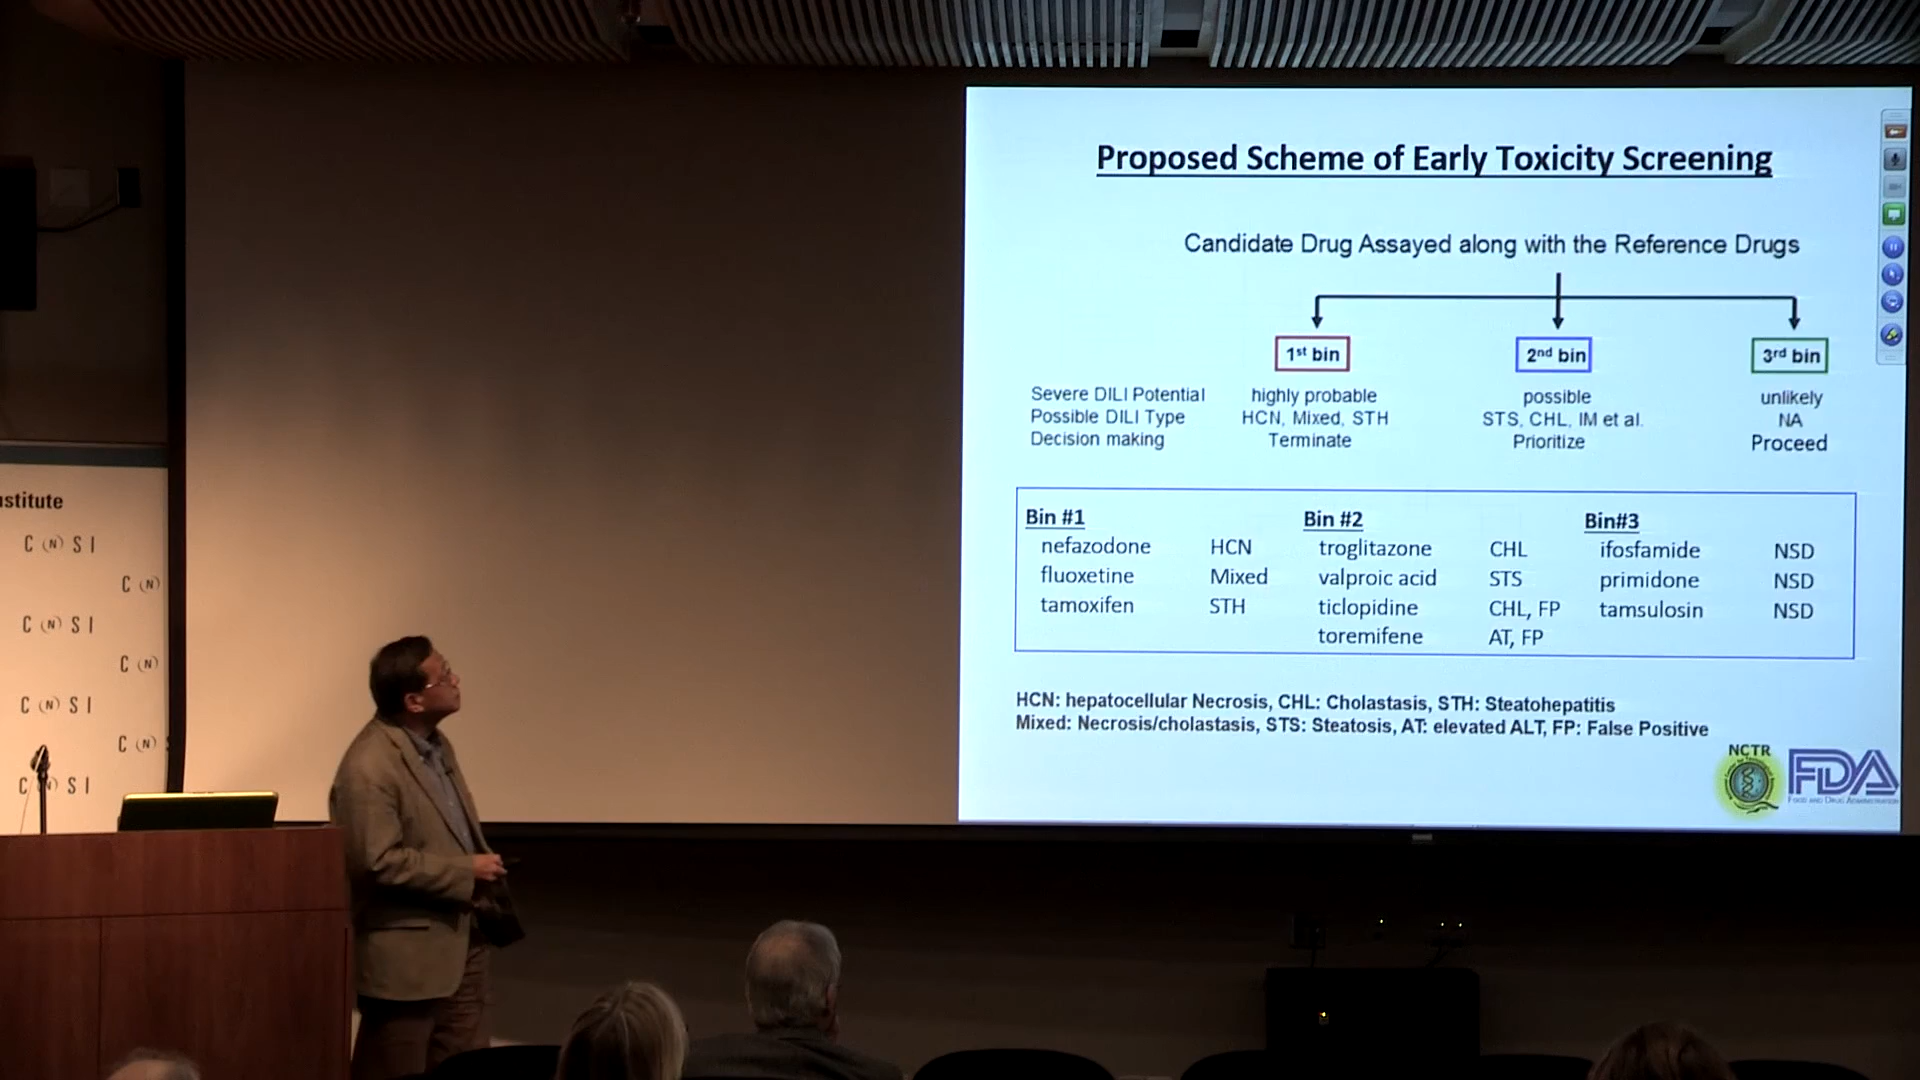 Proposed Scheme of Early Toxicity Screening
Candidate Drug Assayed along with the Reference Drugs
1st bin 2nd bin 3rd bin
Severe DILI Potential highly probable possible unlikely
Possible DILI Type HCN, Mixed, STH STS, CHL, IM et al. NA
Decision making Terminate Prioritize Proceed
Bin #1 Bin #2 Bin#3
nefazodone HCN troglitazone CHL ifosfamide NSD
fluoxetine Mixed valproic acid STS primidone NSD
tamoxifen STH ticlopidine CHL, FP tamsulosin NSD
toremifene AT, FP
HCN: hepatocellular Necrosis, CHL: Cholastasis, STH: Steatohepatitis
Mixed: Necrosis/cholastasis, STS: Steatosis, AT: elevated ALT, FP: False Positive
NCTR
FDA
FOOD AND DRUG ADMINISTRATION
stitute
C (N) S I
C (N)
C (N) S I
C (N)
C (N) S I
C (N) S
C (N) S I